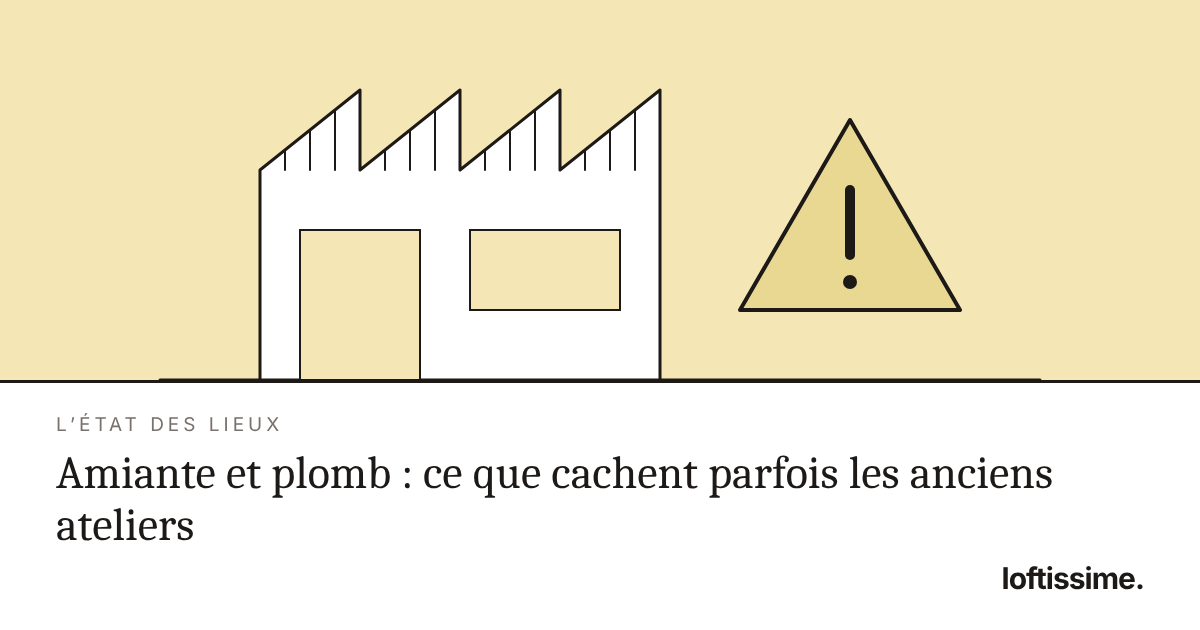 L’ÉTAT DES LIEUX
Amiante et plomb : ce que cachent parfois les anciens
ateliers
loftissime.